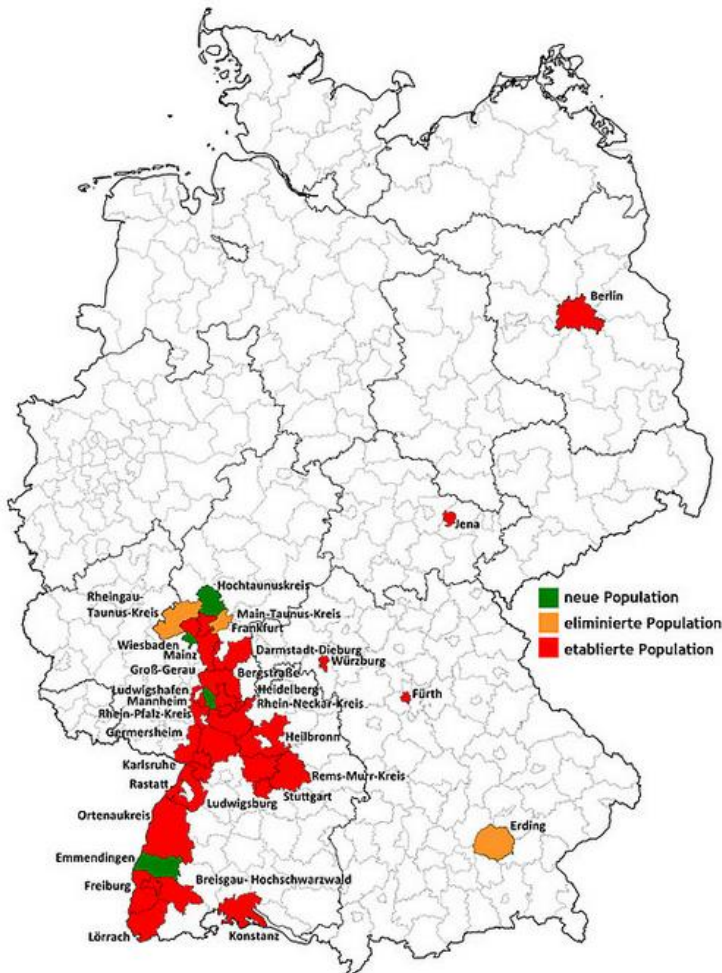 Berlin
Jena
Hochtaunuskreis
Rheingau-
Taunus-Kreis
Main-Taunus-Kreis
Frankfurt
Wiesbaden
Mainz
Darmstadt-Dieburg
Würzburg
Groß-Gerau
Bergstraße
Fürth
Ludwigshafen
Heidelberg
Mannheim
Rhein-Neckar-Kreis
Rhein-Pfalz-Kreis
Germersheim
Heilbronn
Karlsruhe
Rems-Murr-Kreis
Rastatt
Stuttgart
Ludwigsburg
Ortenaukreis
Erding
Emmendingen
Breisgau- Hochschwarzwald
Freiburg
Lörrach
Konstanz
neue Population
eliminierte Population
etablierte Population